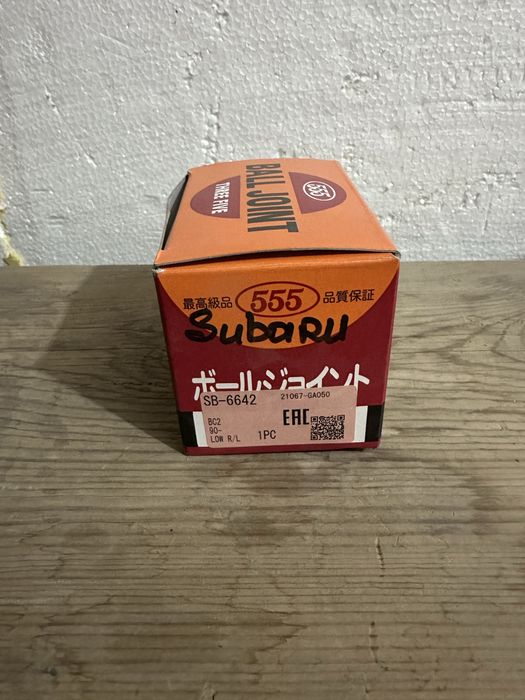 BALL JOINT
THREE FIVE
555
最高級品 555 品質保証
Subaru
ボールジョイント
SB-6642 21067-GA050
BC2
90-
LOW R/L 1PC
EAC